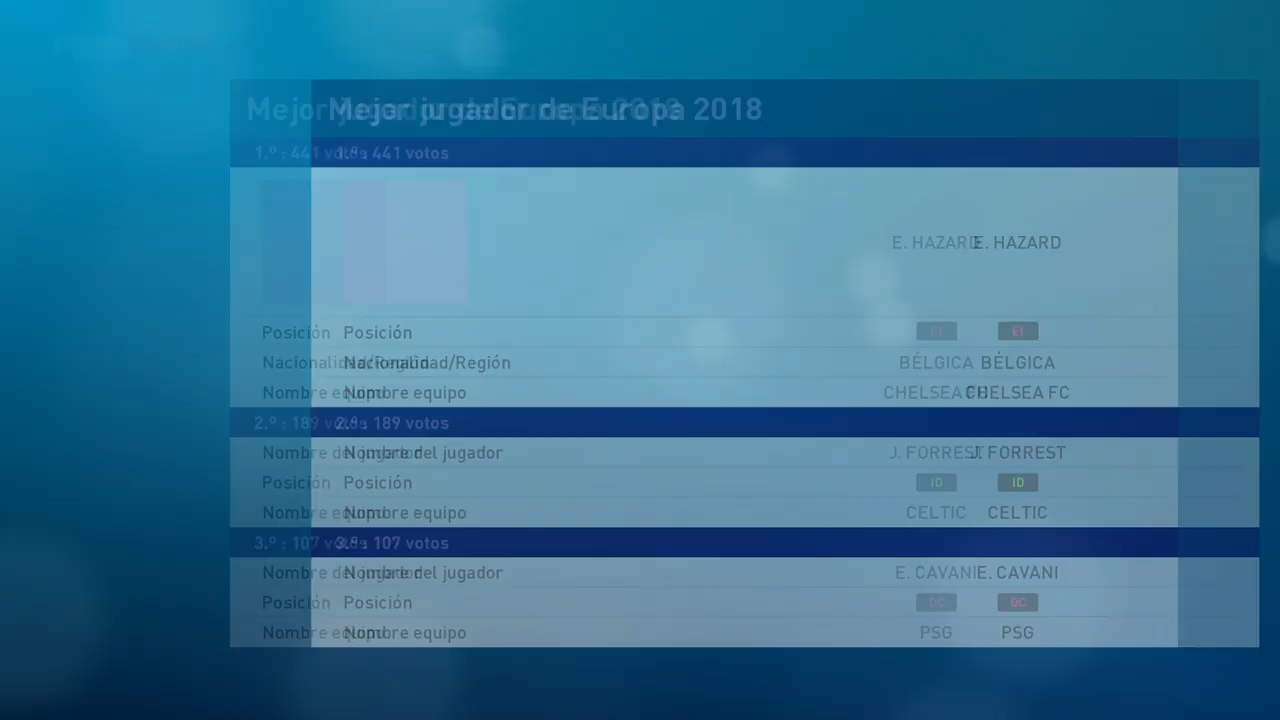 Mejor jugador de Europa 2018
1.º : 441 votos
E. HAZARD
Posición EI
Nacionalidad/Región BÉLGICA
Nombre equipo CHELSEA FC
2.º : 189 votos
Nombre del jugador J. FORREST
Posición ID
Nombre equipo CELTIC
3.º : 107 votos
Nombre del jugador E. CAVANI
Posición DC
Nombre equipo PSG